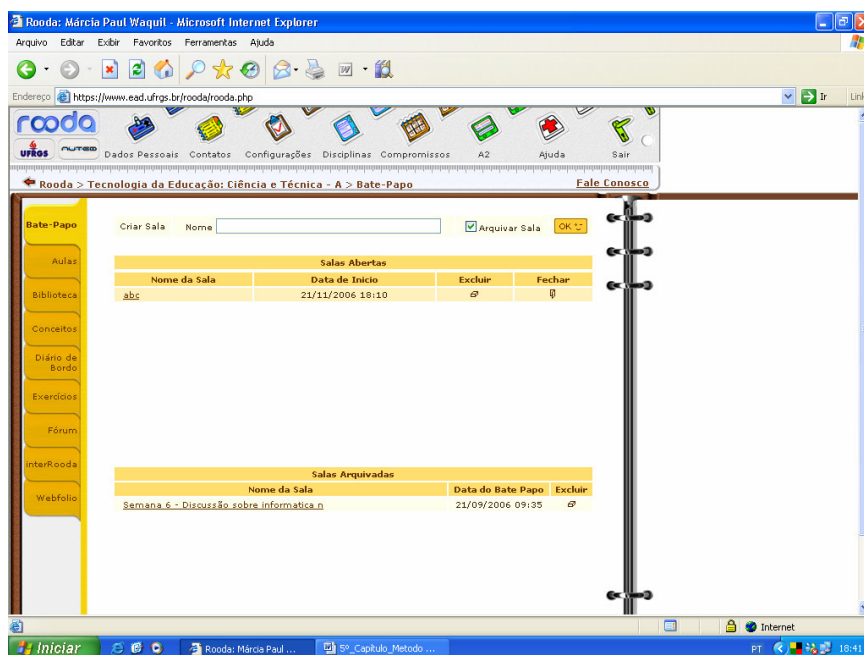 Rooda: Márcia Paul Waquil - Microsoft Internet Explorer
Arquivo Editar Exibir Favoritos Ferramentas Ajuda
Endereço https://www.ead.ufrgs.br/rooda/rooda.php Ir Link
rooda
UFRGS NUTED Dados Pessoais Contatos Configurações Disciplinas Compromissos A2 Ajuda Sair
Rooda > Tecnologia da Educação: Ciência e Técnica - A > Bate-Papo Fale Conosco
Bate-Papo
Aulas
Biblioteca
Conceitos
Diário de
Bordo
Exercícios
Fórum
interRooda
Webfolio
Criar Sala Nome Arquivar Sala OK
Salas Abertas
Nome da Sala Data de Inicio Excluir Fechar
abc 21/11/2006 18:10
Salas Arquivadas
Nome da Sala Data do Bate Papo Excluir
Semana 6 - Discussão sobre informatica n 21/09/2006 09:35
Internet
Iniciar Rooda: Márcia Paul ... 5º_Capítulo_Metodo ... PT 18:41